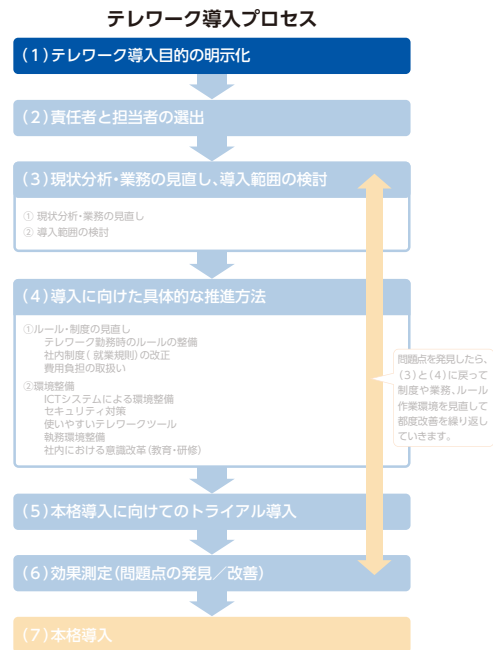 テレワーク導入プロセス
(1)テレワーク導入目的の明示化
(2)責任者と担当者の選出
(3)現状分析・業務の見直し、導入範囲の検討
① 現状分析・業務の見直し
② 導入範囲の検討
(4)導入に向けた具体的な推進方法
①ルール・制度の見直し
テレワーク勤務時のルールの整備
社内制度(就業規則)の改正
費用負担の取扱い
②環境整備
ICTシステムによる環境整備
セキュリティ対策
使いやすいテレワークツール
執務環境整備
社内における意識改革(教育・研修)
問題点を発見したら、
(3)と(4)に戻って
制度や業務、ルール
作業環境を見直して
都度改善を繰り返し
ていきます。
(5)本格導入に向けてのトライアル導入
(6)効果測定(問題点の発見/改善)
(7)本格導入